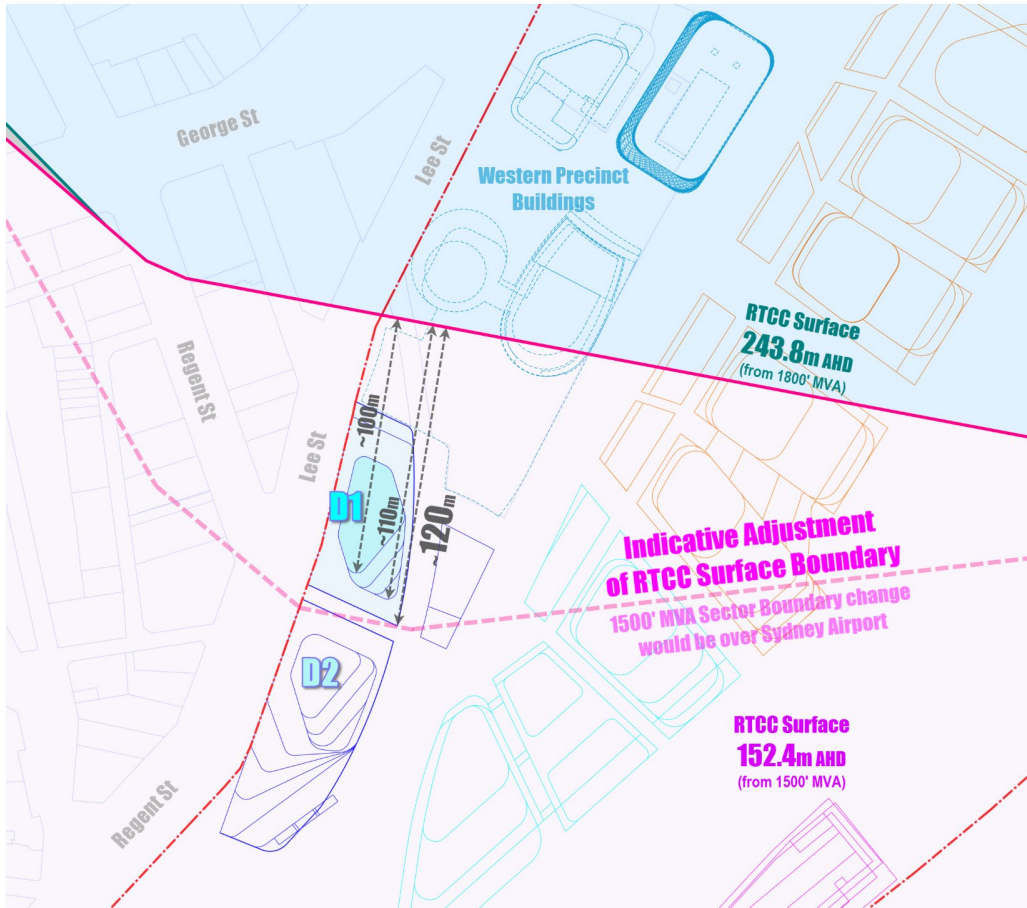 George St
Lee St
Western Precinct
Buildings
RTCC Surface
243.8m AHD
(from 1800' MVA)
Regent St
Lee St
~100m
D1
~110m
~120m
Indicative Adjustment
of RTCC Surface Boundary
1500' MVA Sector Boundary change
would be over Sydney Airport
D2
RTCC Surface
152.4m AHD
(from 1500' MVA)
Regent St